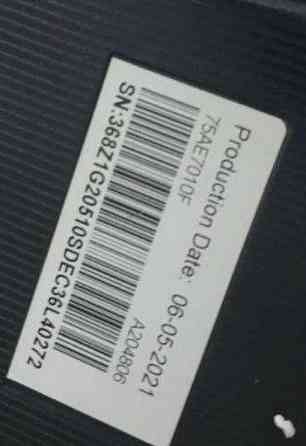 Production Date: 06-05-2021
75AE7010F A204806
SN:368Z1G20510SDEC36L40272